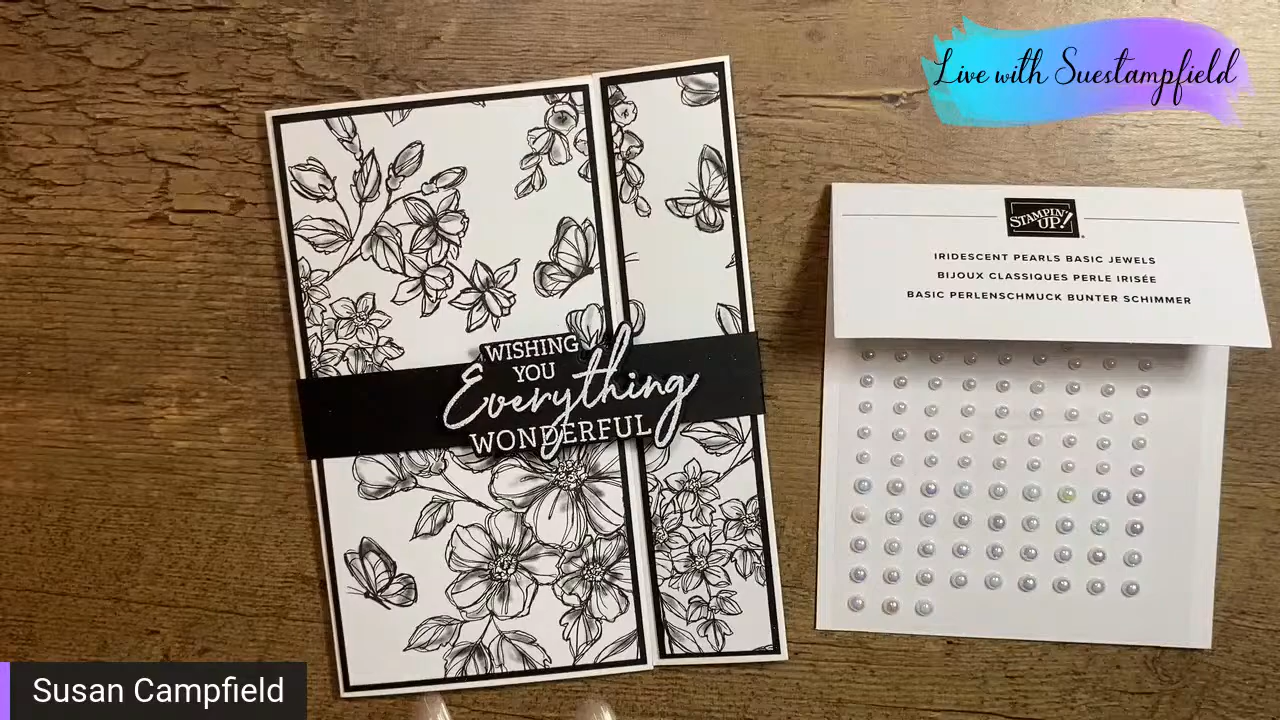 Live with Suestampfield
STAMPIN' UP!
IRIDESCENT PEARLS BASIC JEWELS
BIJOUX CLASSIQUES PERLE IRISÉE
BASIC PERLENSCHMUCK BUNTER SCHIMMER
WISHING
YOU
Everything
WONDERFUL
Susan Campfield